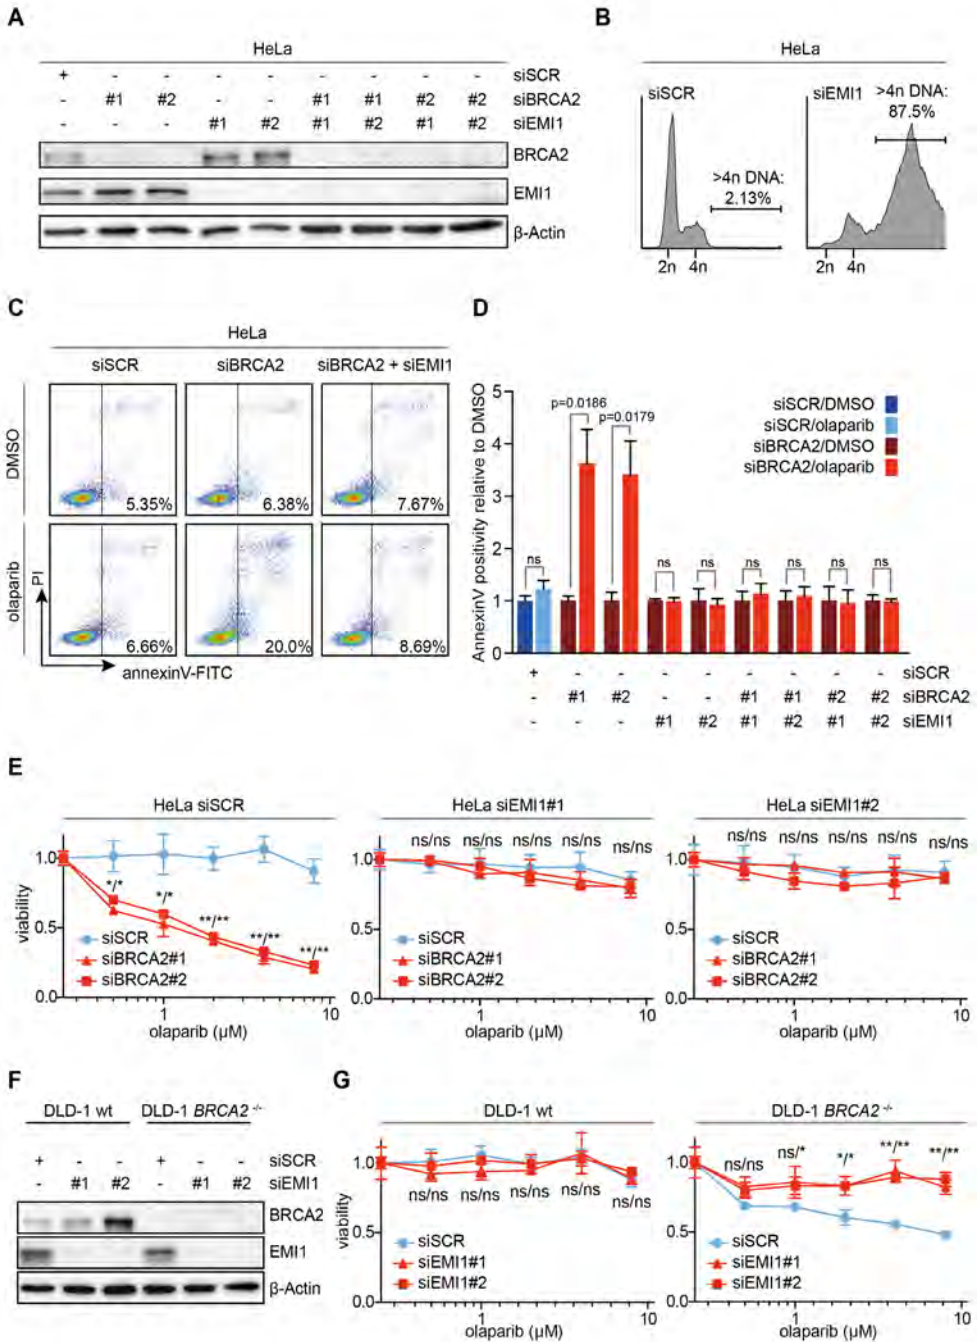 A
HeLa
+ - - - - - - - - siSCR
- #1 #2 - - #1 #1 #2 #2 siBRCA2
- - - #1 #2 #1 #2 #1 #2 siEMI1
BRCA2
EMI1
β-Actin
B
HeLa
siSCR
>4n DNA:
2.13%
2n 4n
siEMI1
>4n DNA:
87.5%
2n 4n
C
HeLa
siSCR siBRCA2 siBRCA2 + siEMI1
DMSO
5.35% 6.38% 7.67%
olaparib
PI
6.66% 20.0% 8.69%
annexinV-FITC
D
AnnexinV positivity relative to DMSO
5
4
3
2
1
0
p=0.0186
p=0.0179
siSCR/DMSO
siSCR/olaparib
siBRCA2/DMSO
siBRCA2/olaparib
ns ns ns ns ns ns ns
+ - - - - - - - - siSCR
- #1 #2 - - #1 #1 #2 #2 siBRCA2
- - - #1 #2 #1 #2 #1 #2 siEMI1
E
HeLa siSCR
viability
1.0
0.5
0.0
*/*
*/*
**/**
**/**
**/**
siSCR
siBRCA2#1
siBRCA2#2
1 10
olaparib (µM)
HeLa siEMI1#1
1.0
0.5
0.0
ns/ns ns/ns ns/ns ns/ns ns/ns
siSCR
siBRCA2#1
siBRCA2#2
1 10
olaparib (µM)
HeLa siEMI1#2
1.0
0.5
0.0
ns/ns ns/ns ns/ns ns/ns ns/ns
siSCR
siBRCA2#1
siBRCA2#2
1 10
olaparib (µM)
F
DLD-1 wt DLD-1 BRCA2 -/-
+ - - + - - siSCR
- #1 #2 - #1 #2 siEMI1
BRCA2
EMI1
β-Actin
G
DLD-1 wt
viability
1.0
0.5
0.0
ns/ns ns/ns ns/ns ns/ns ns/ns
siSCR
siEMI1#1
siEMI1#2
1 10
olaparib (µM)
DLD-1 BRCA2 -/-
1.0
0.5
0.0
ns/ns ns/* */* **/** **/**
siSCR
siEMI1#1
siEMI1#2
1 10
olaparib (µM)